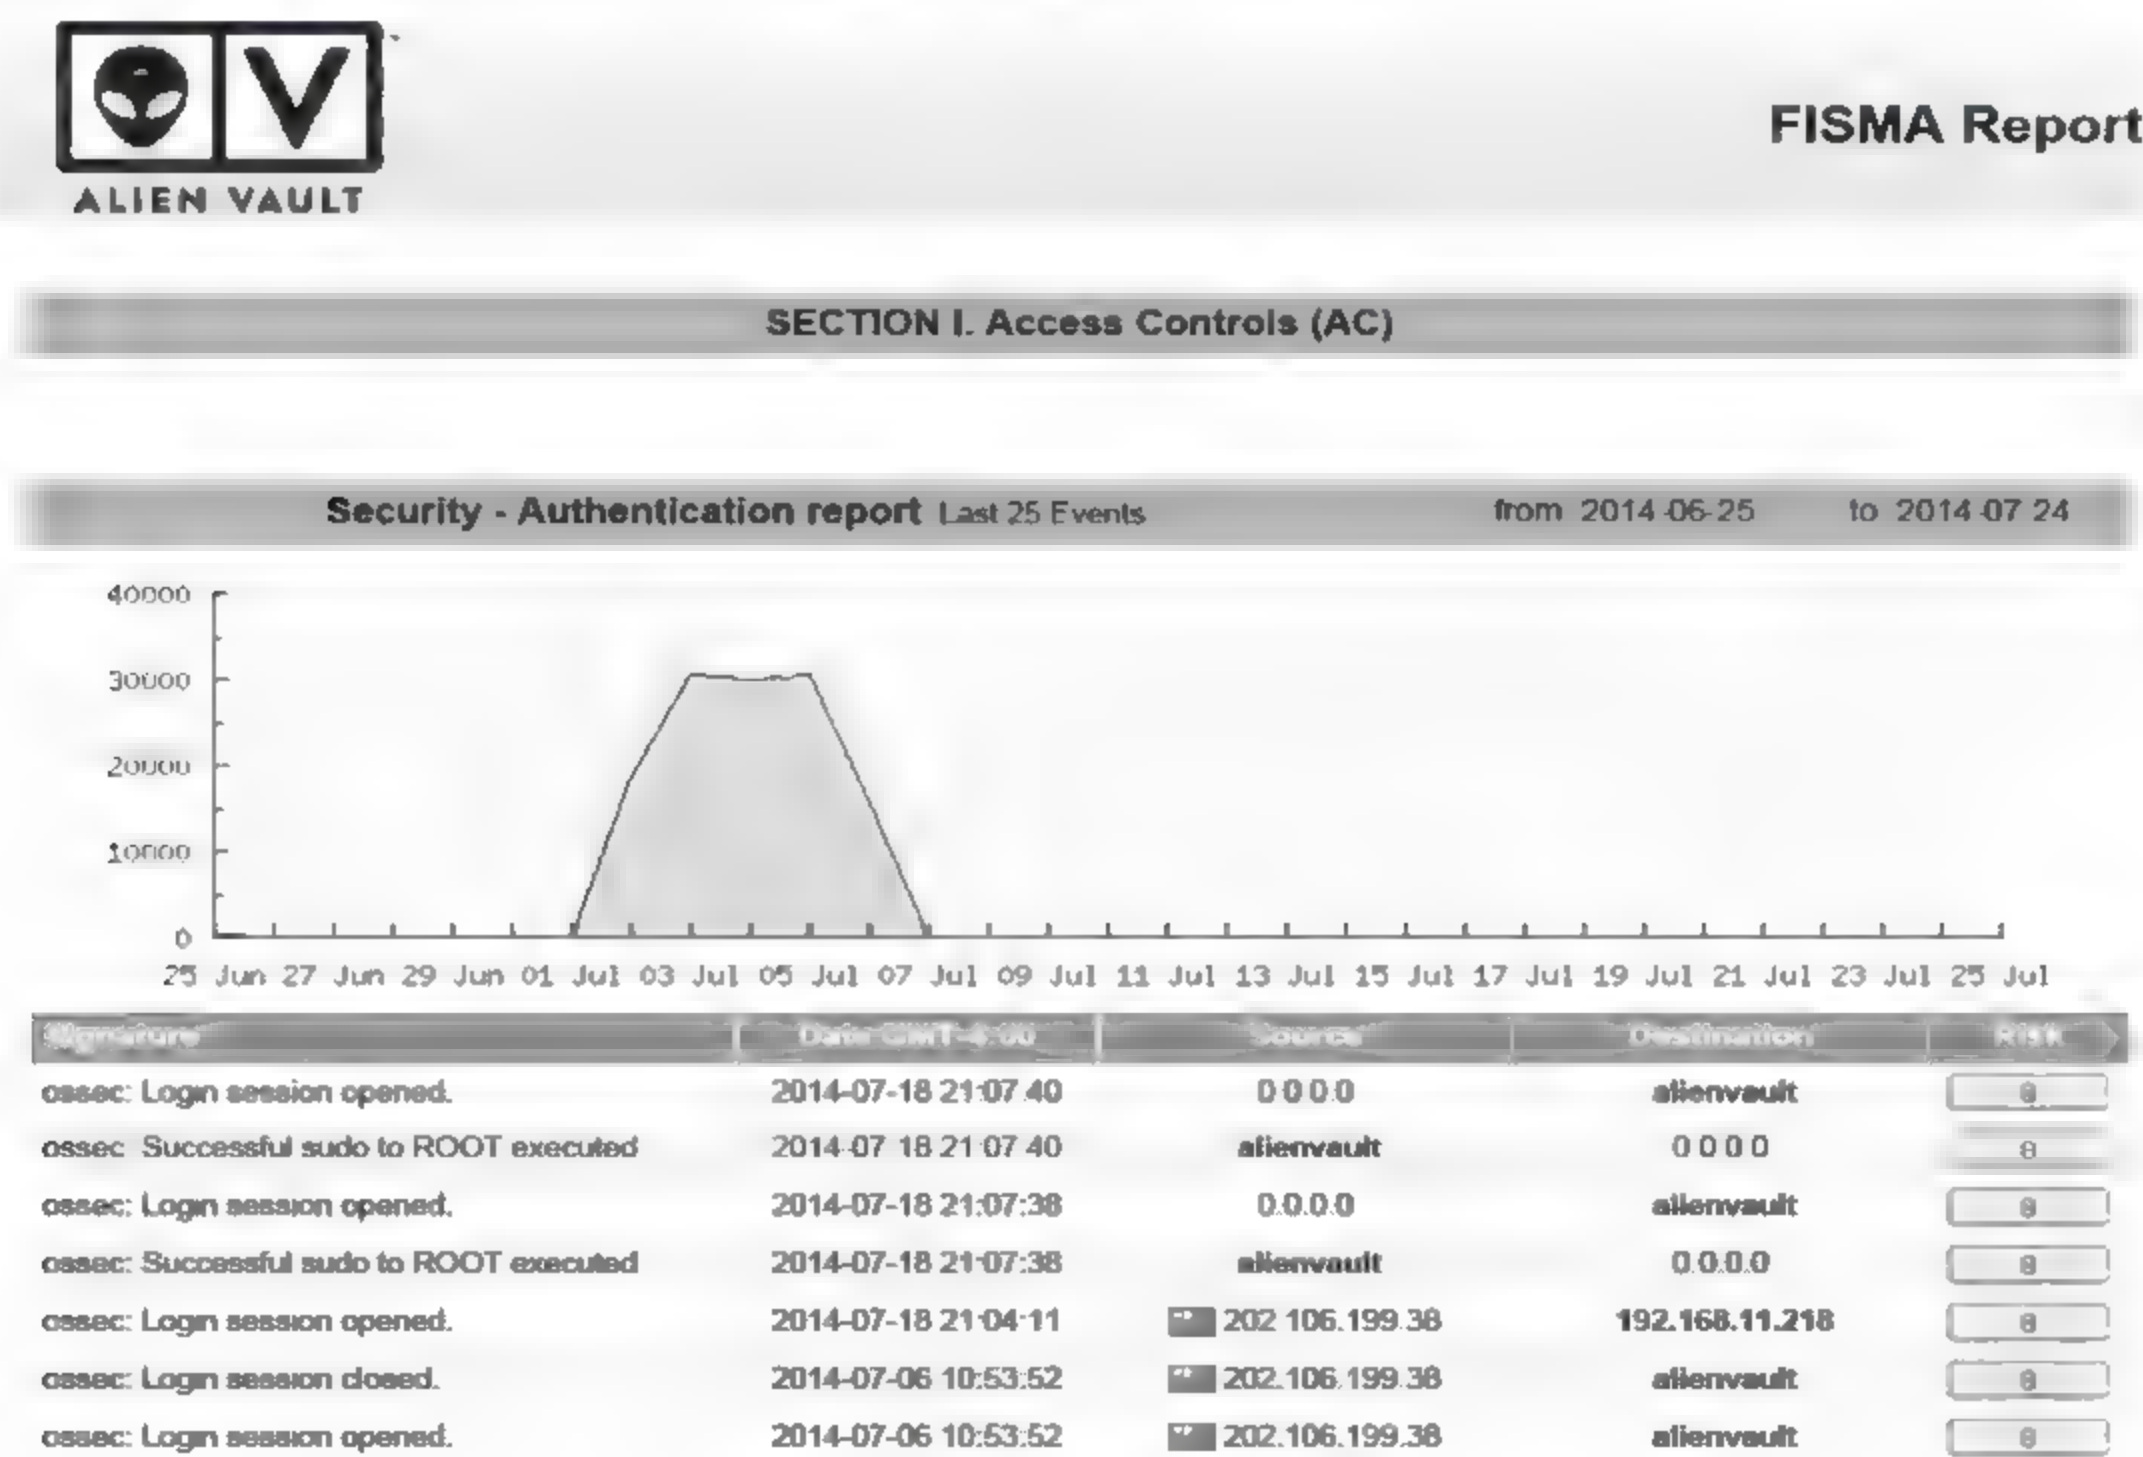 ALIEN VAULT
FISMA Report
SECTION I. Access Controls (AC)
Security - Authentication report Last 25 Events from 2014-06-25 to 2014-07-24
40000
30000
20000
10000
0
25 Jun 27 Jun 29 Jun 01 Jul 03 Jul 05 Jul 07 Jul 09 Jul 11 Jul 13 Jul 15 Jul 17 Jul 19 Jul 21 Jul 23 Jul 25 Jul
Signature Date GMT-4:00 Source Destination Risk
ossec: Login session opened. 2014-07-18 21:07:40 0.0.0.0 alienvault
ossec: Successful sudo to ROOT executed 2014-07-18 21:07:40 alienvault 0.0.0.0
ossec: Login session opened. 2014-07-18 21:07:38 0.0.0.0 alienvault
ossec: Successful sudo to ROOT executed 2014-07-18 21:07:38 alienvault 0.0.0.0
ossec: Login session opened. 2014-07-18 21:04:11 202.106.199.38 192.168.11.218
ossec: Login session closed. 2014-07-06 10:53:52 202.106.199.38 alienvault
ossec: Login session opened. 2014-07-06 10:53:52 202.106.199.38 alienvault